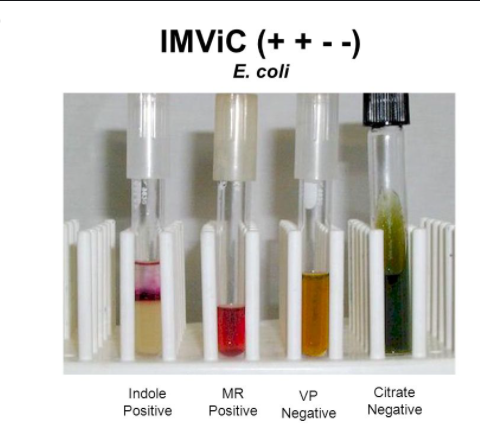 IMViC (+ + - -)
E. coli
Indole
Positive
MR
Positive
VP
Negative
Citrate
Negative